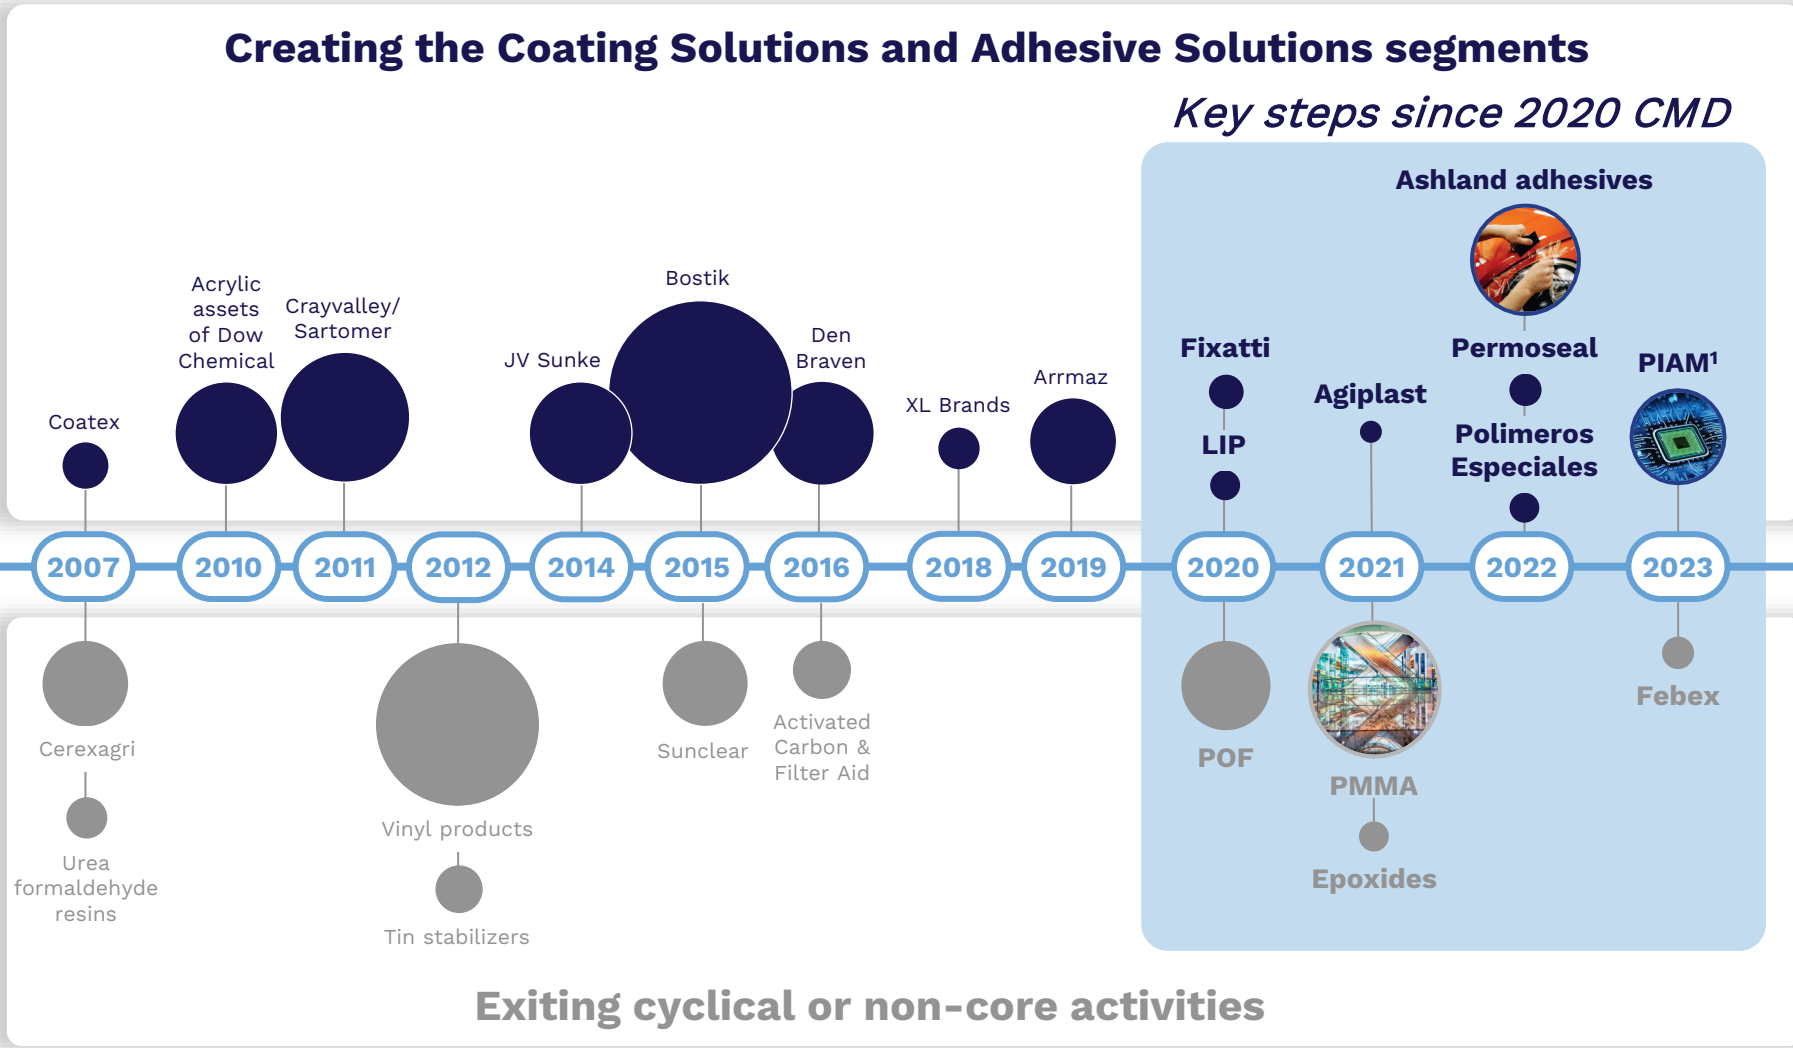 Creating the Coating Solutions and Adhesive Solutions segments
Key steps since 2020 CMD
Coatex
Acrylic
assets
of Dow
Chemical
Crayvalley/
Sartomer
JV Sunke
Bostik
Den
Braven
XL Brands
Arrmaz
Fixatti
LIP
Agiplast
Ashland adhesives
Permoseal
Polimeros
Especiales
PIAM¹
2007
2010
2011
2012
2014
2015
2016
2018
2019
2020
2021
2022
2023
Cerexagri
Urea
formaldehyde
resins
Vinyl products
Tin stabilizers
Sunclear
Activated
Carbon &
Filter Aid
POF
PMMA
Epoxides
Febex
Exiting cyclical or non-core activities